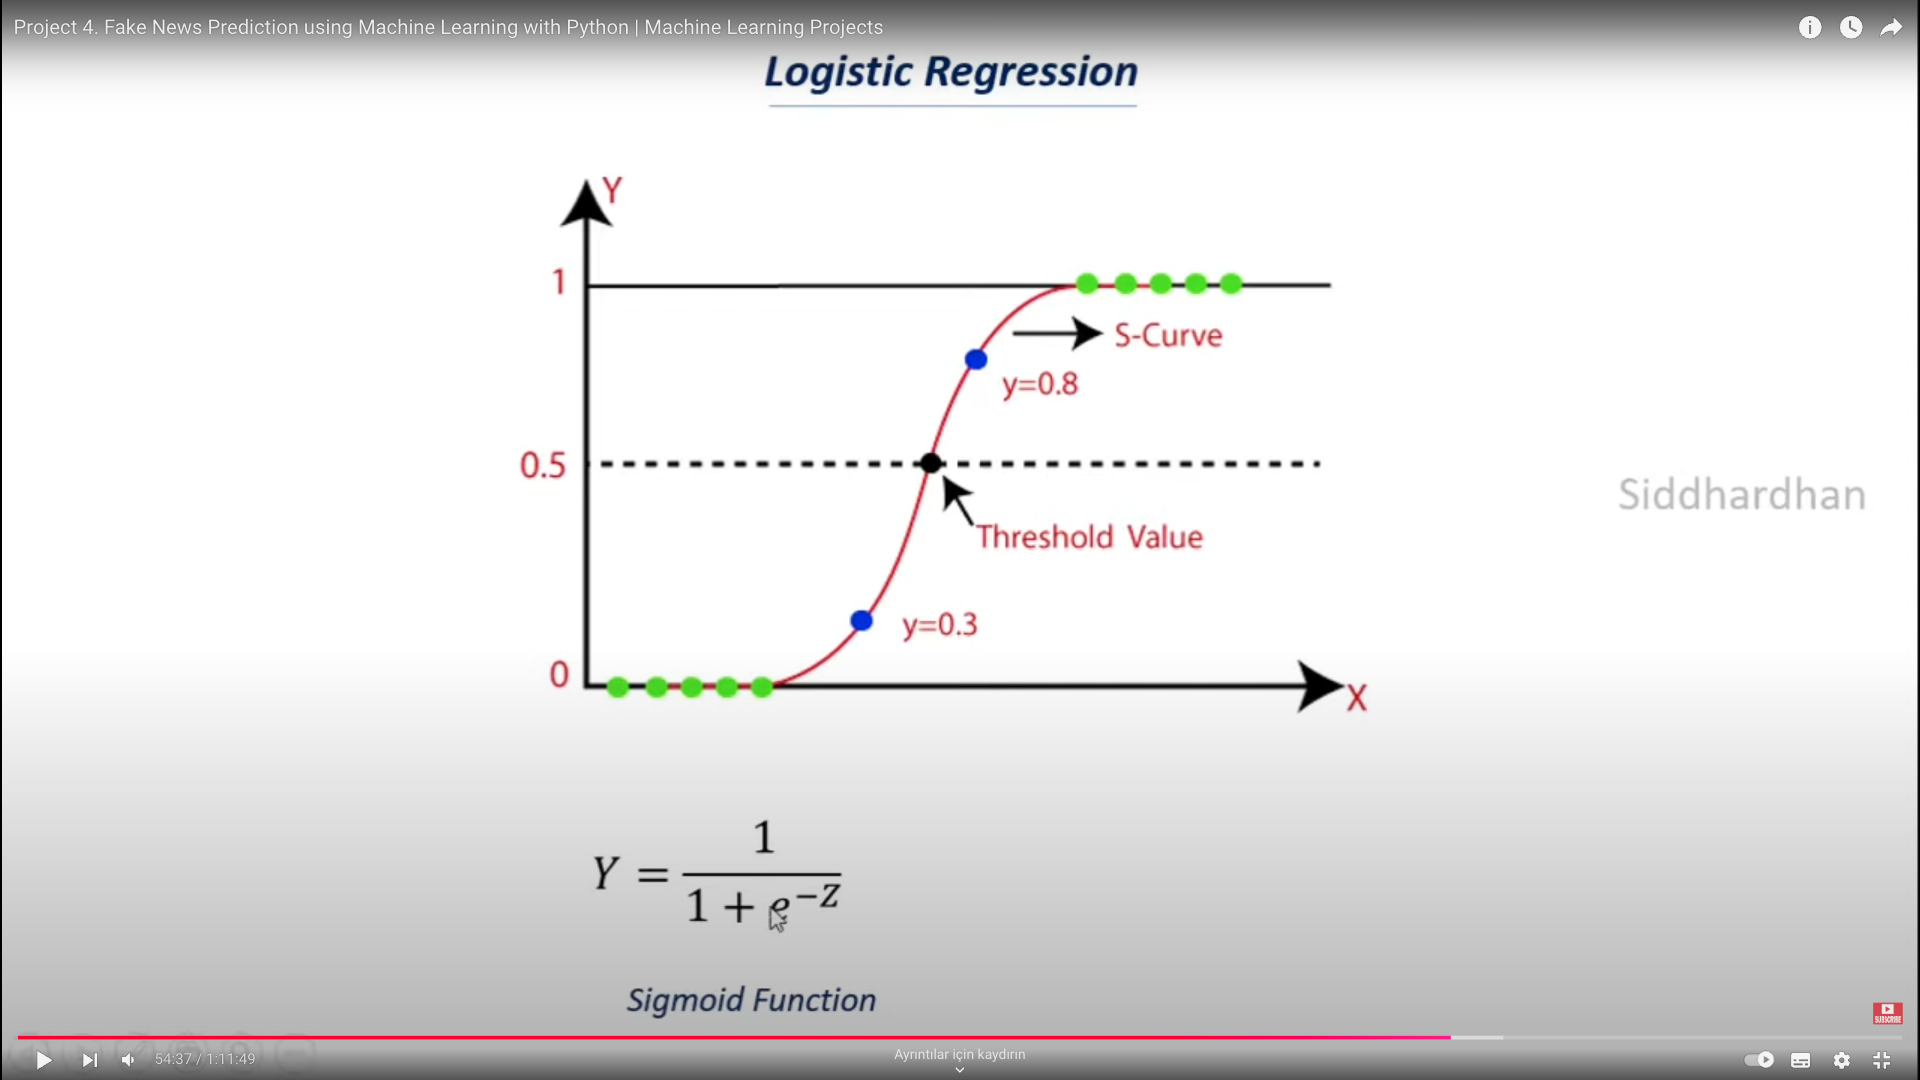 Project 4. Fake News Prediction using Machine Learning with Python | Machine Learning Projects
Logistic Regression
Y
1
S-Curve
y=0.8
0.5
Siddhardhan
Threshold Value
y=0.3
0
X
Y = 1 / (1 + e^−Z)
Sigmoid Function
SUBSCRIBE
54:37 / 1:11:49
Ayrıntılar için kaydırın